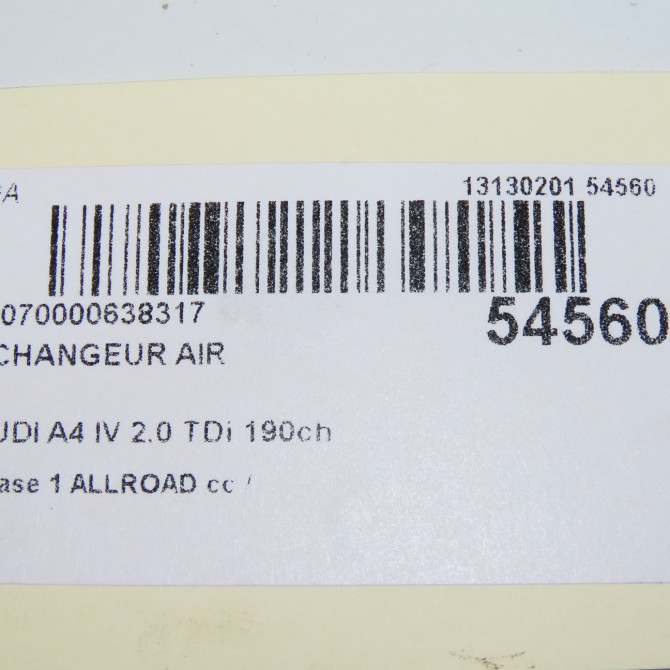 13130201 54560
070000638317
54560
CHANGEUR AIR
UDI A4 IV 2.0 TDi 190ch
ase 1 ALLROAD cc /